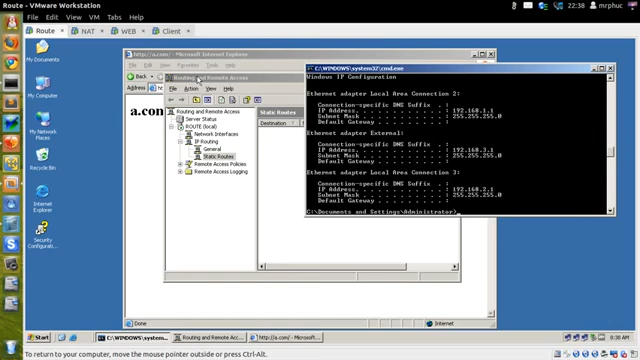 Route - VMware Workstation
22:38
mrphuc
Route
NAT
WEB
Client
My Documents
My Computer
My Network Places
Recycle Bin
Internet Explorer
Security Configurati...
http://a.com/ - Microsoft Internet Explorer
File Edit View Favorites Tools Help
Back
Address http://a.com/
a.com
Routing and Remote Access
File Action View Help
Routing and Remote Access
Server Status
ROUTE (local)
Network Interfaces
IP Routing
General
Static Routes
Remote Access Policies
Remote Access Logging
Static Routes
Destination
C:\WINDOWS\system32\cmd.exe
Windows IP Configuration
Ethernet adapter Local Area Connection 2:
Connection-specific DNS Suffix . :
IP Address. . . . . . . . . . . . : 192.168.1.1
Subnet Mask . . . . . . . . . . . : 255.255.255.0
Default Gateway . . . . . . . . . :
Ethernet adapter External:
Connection-specific DNS Suffix . :
IP Address. . . . . . . . . . . . : 192.168.3.1
Subnet Mask . . . . . . . . . . . : 255.255.255.0
Default Gateway . . . . . . . . . :
Ethernet adapter Local Area Connection 3:
Connection-specific DNS Suffix . :
IP Address. . . . . . . . . . . . : 192.168.2.1
Subnet Mask . . . . . . . . . . . : 255.255.255.0
Default Gateway . . . . . . . . . :
C:\Documents and Settings\Administrator>_
Done
Internet
Start
C:\WINDOWS\system...
Routing and Remote Acc...
http://a.com/ - Microsoft...
8:38 AM
To return to your computer, move the mouse pointer outside or press Ctrl-Alt.